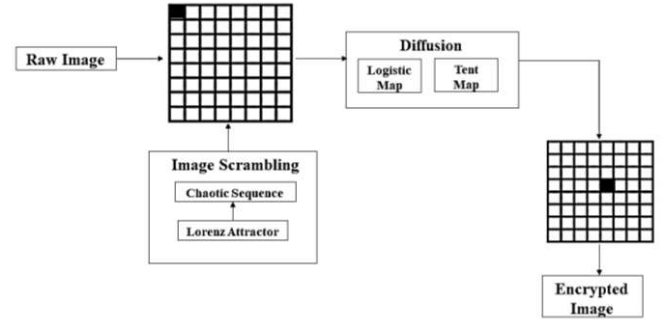 Raw Image
Diffusion
Logistic
Map
Tent
Map
Image Scrambling
Chaotic Sequence
Lorenz Attractor
Encrypted
Image